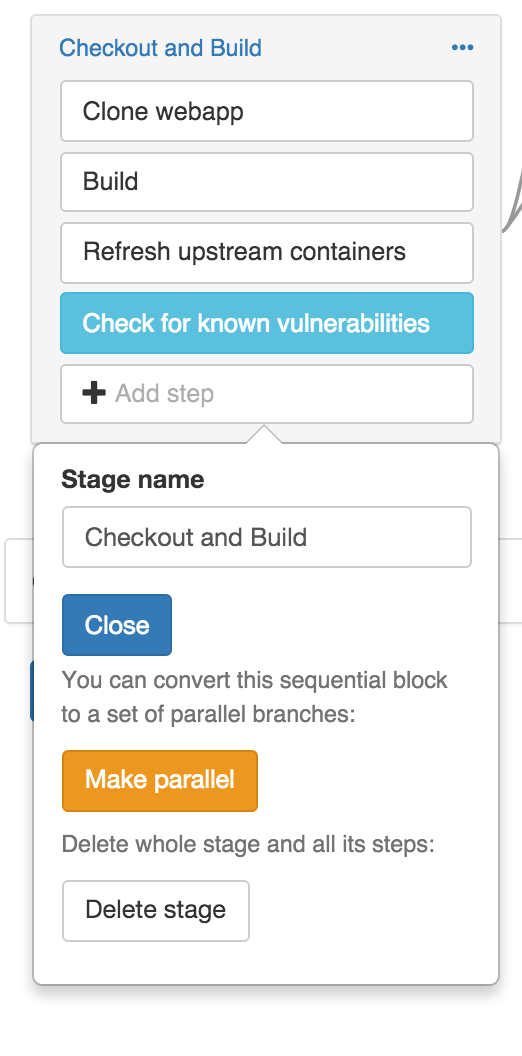 Checkout and Build
Clone webapp
Build
Refresh upstream containers
Check for known vulnerabilities
Add step
Stage name
Checkout and Build
Close
You can convert this sequential block
to a set of parallel branches:
Make parallel
Delete whole stage and all its steps:
Delete stage